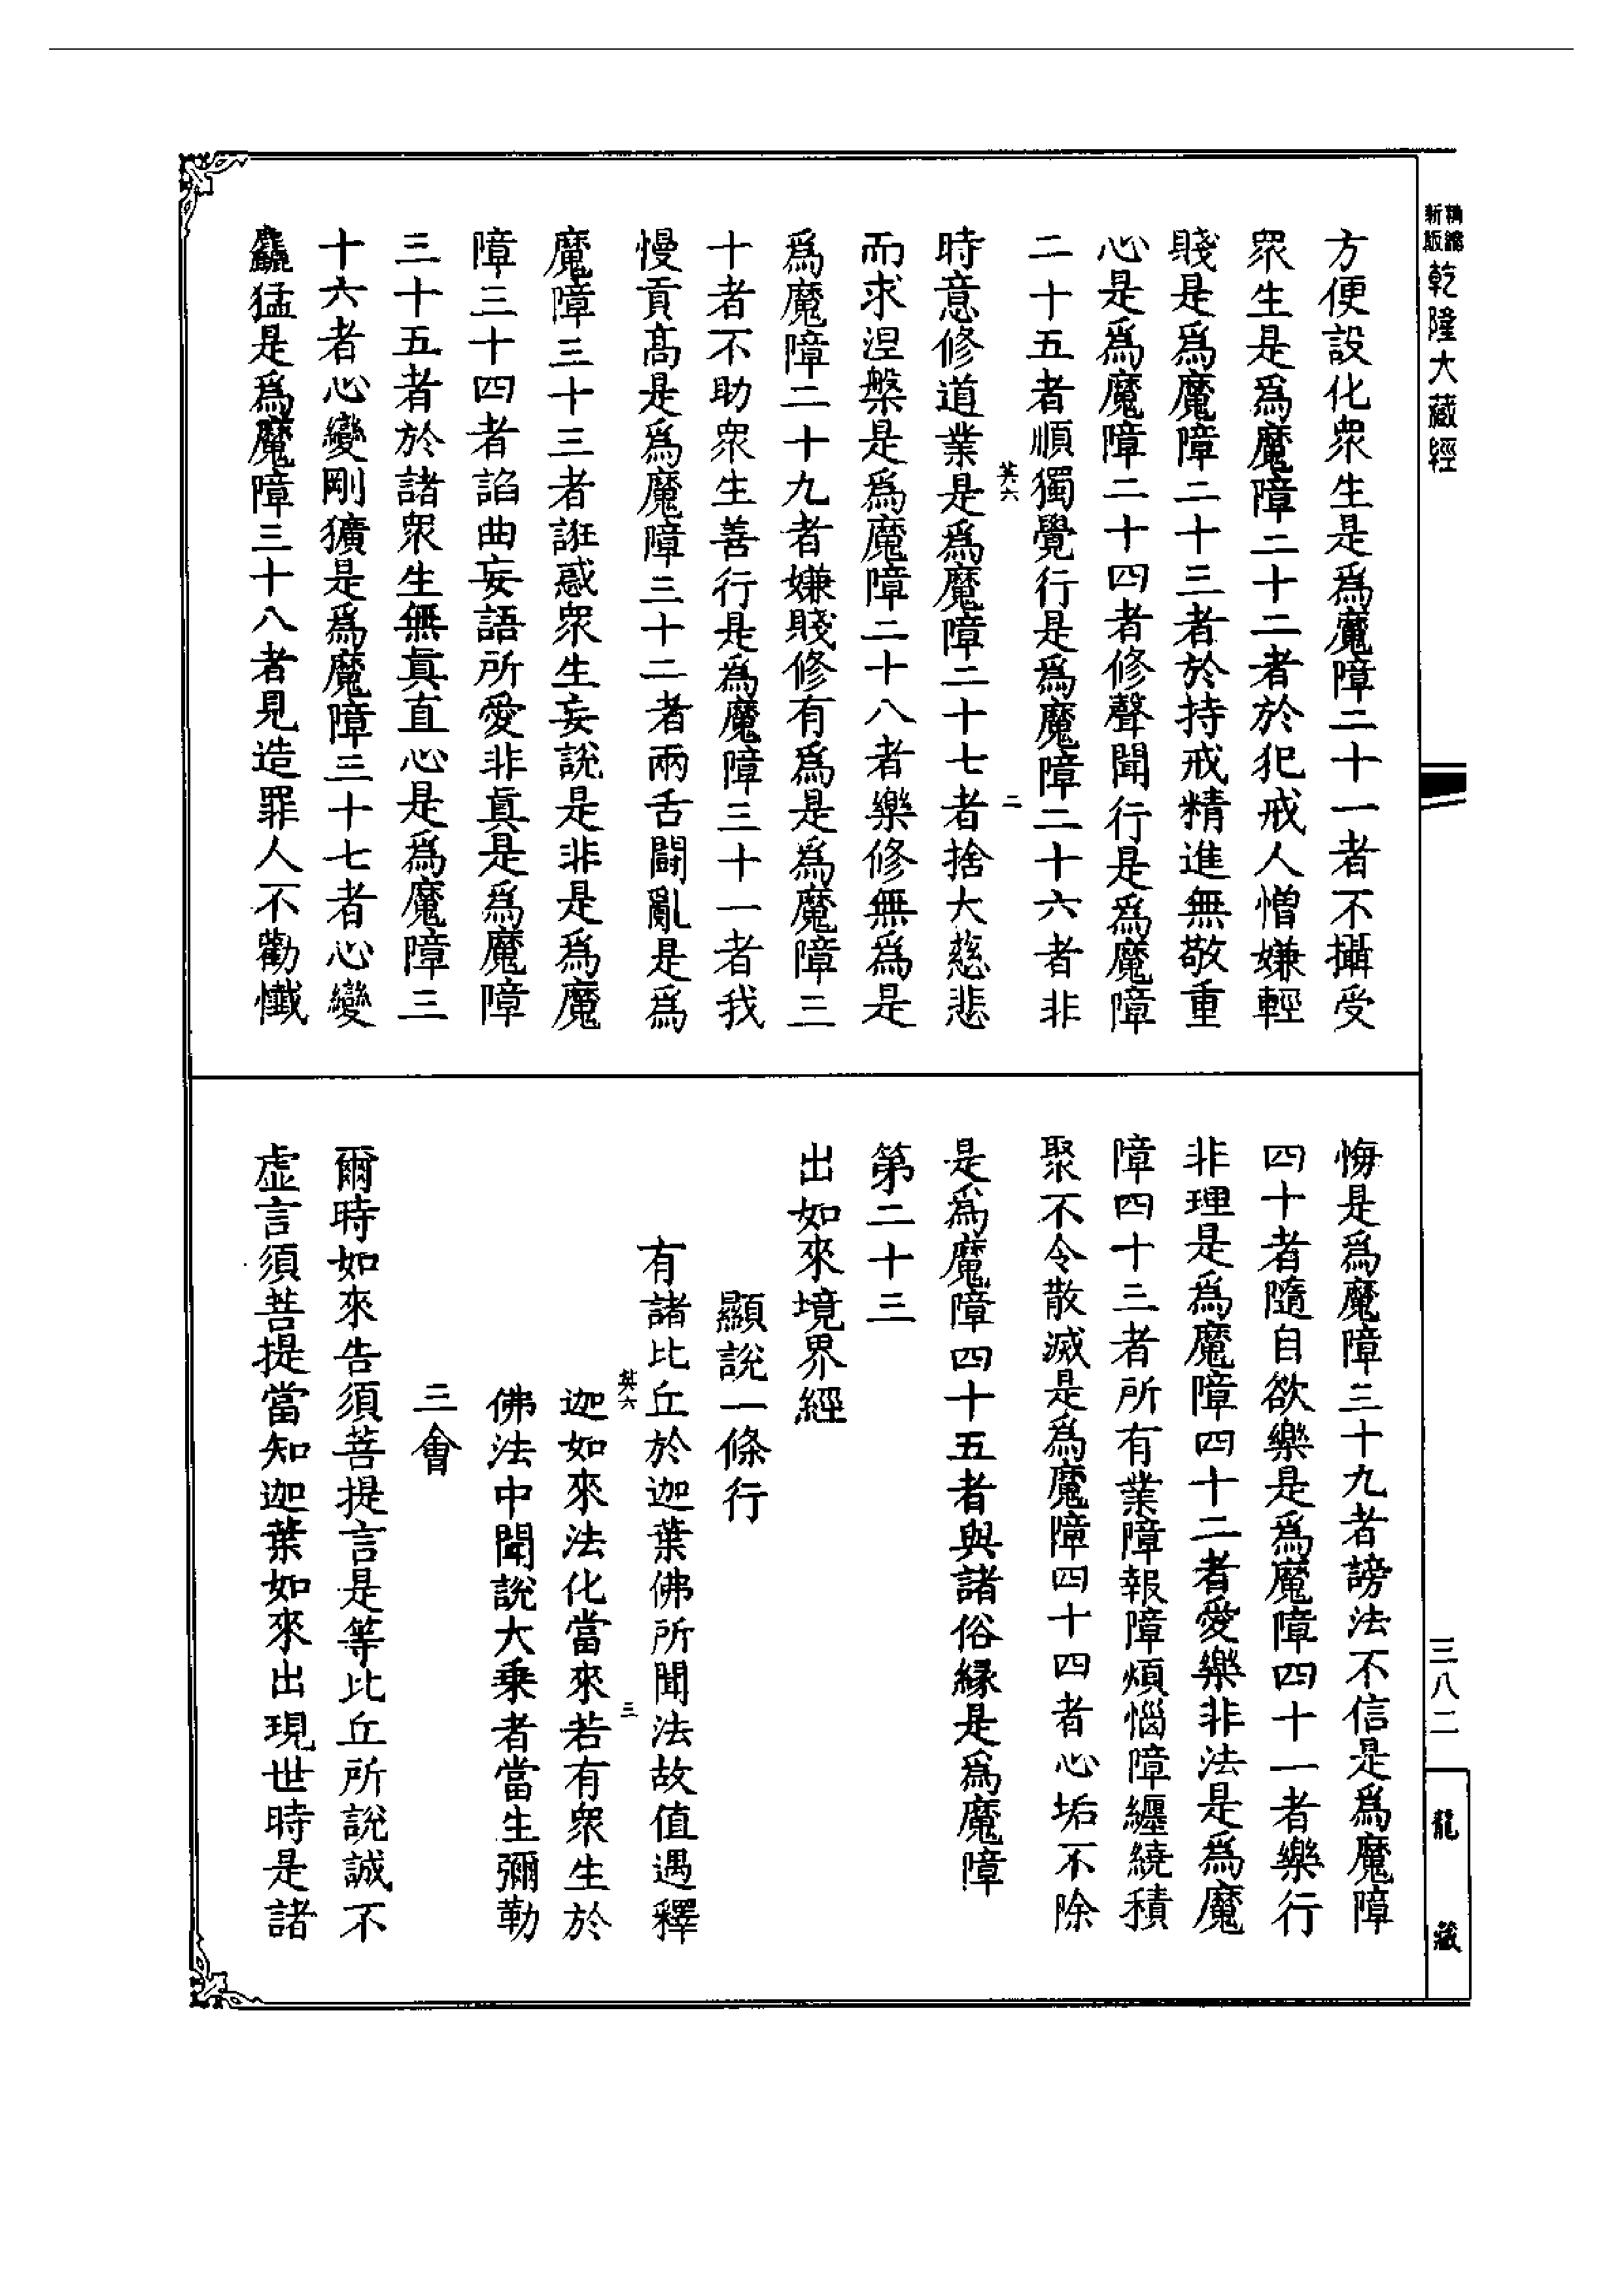 精縮新版乾隆大藏經
方便設化衆生是爲魔障二十一者不攝受
衆生是爲魔障二十二者於犯戒人憎嫌輕
賤是爲魔障二十三者於持戒精進無敬重
心是爲魔障二十四者修聲聞行是爲魔障
二十五者順獨覺行是爲魔障二十六者非
英六
二
時意修道業是爲魔障二十七者捨大慈悲
而求涅槃是爲魔障二十八者樂修無爲是
爲魔障二十九者嫌賤修有爲是爲魔障三
十者不助衆生善行是爲魔障三十一者我
慢貢高是爲魔障三十二者兩舌鬪亂是爲
魔障三十三者誑惑衆生妄說是非是爲魔
障三十四者諂曲妄語所愛非眞是爲魔障
三十五者於諸衆生無眞直心是爲魔障三
十六者心變剛獷是爲魔障三十七者心變
麤猛是爲魔障三十八者見造罪人不勸懺
悔是爲魔障三十九者謗法不信是爲魔障
四十者隨自欲樂是爲魔障四十一者樂行
非理是爲魔障四十二者愛樂非法是爲魔
障四十三者所有業障報障煩惱障纏繞積
聚不令散滅是爲魔障四十四者心垢不除
是爲魔障四十五者與諸俗緣是爲魔障
第二十三
出如來境界經
顯說一條行
有諸比丘於迦葉佛所聞法故值遇釋
英六
三
迦如來法化當來若有衆生於
佛法中聞說大乘者當生彌勒
三會
爾時如來告須菩提言是等比丘所說誠不
虛言須菩提當知迦葉如來出現世時是諸
三八二
龍藏